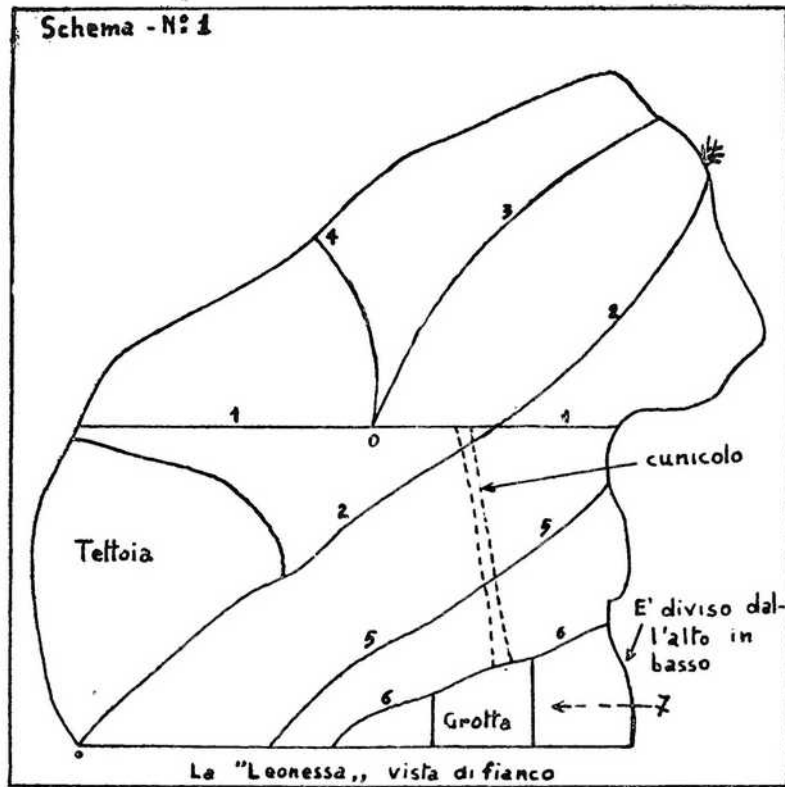 Schema - N:o 1
4
3
2
1
1
O
cunicolo
2
5
Tettoia
E' diviso dal-
l'alto in
basso
5
6
6
7
Grotta
La "Leonessa,, vista di fianco